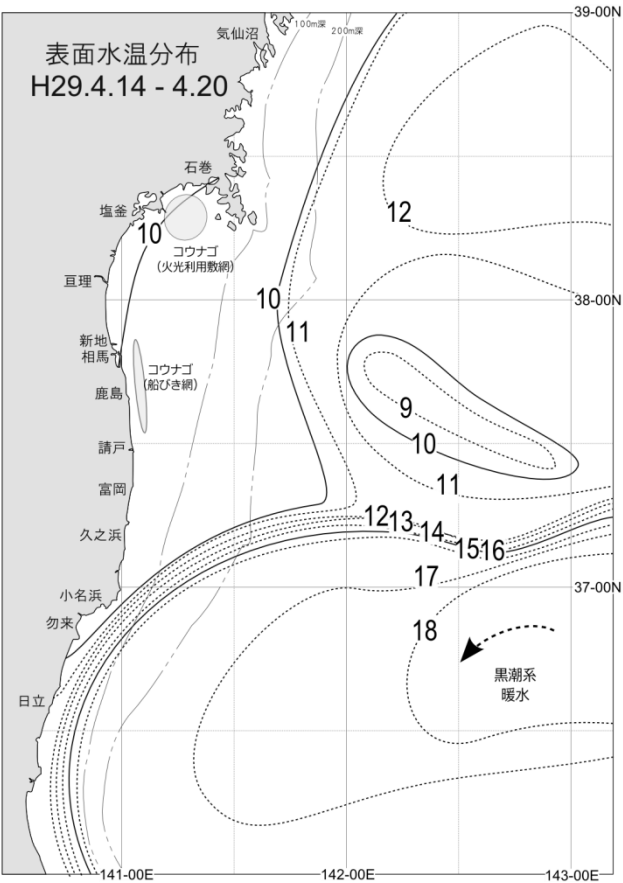 39-00N
気仙沼
100m深
200m深
表面水温分布
H29.4.14 - 4.20
石巻
12
塩釜
10
コウナゴ
(火光利用敷網)
亘理
10
38-00N
11
新地
相馬
コウナゴ
(船びき網)
鹿島
9
10
請戸
11
富岡
12
13
14
久之浜
15
16
17
37-00N
小名浜
勿来
18
黒潮系
暖水
日立
141-00E
142-00E
143-00E